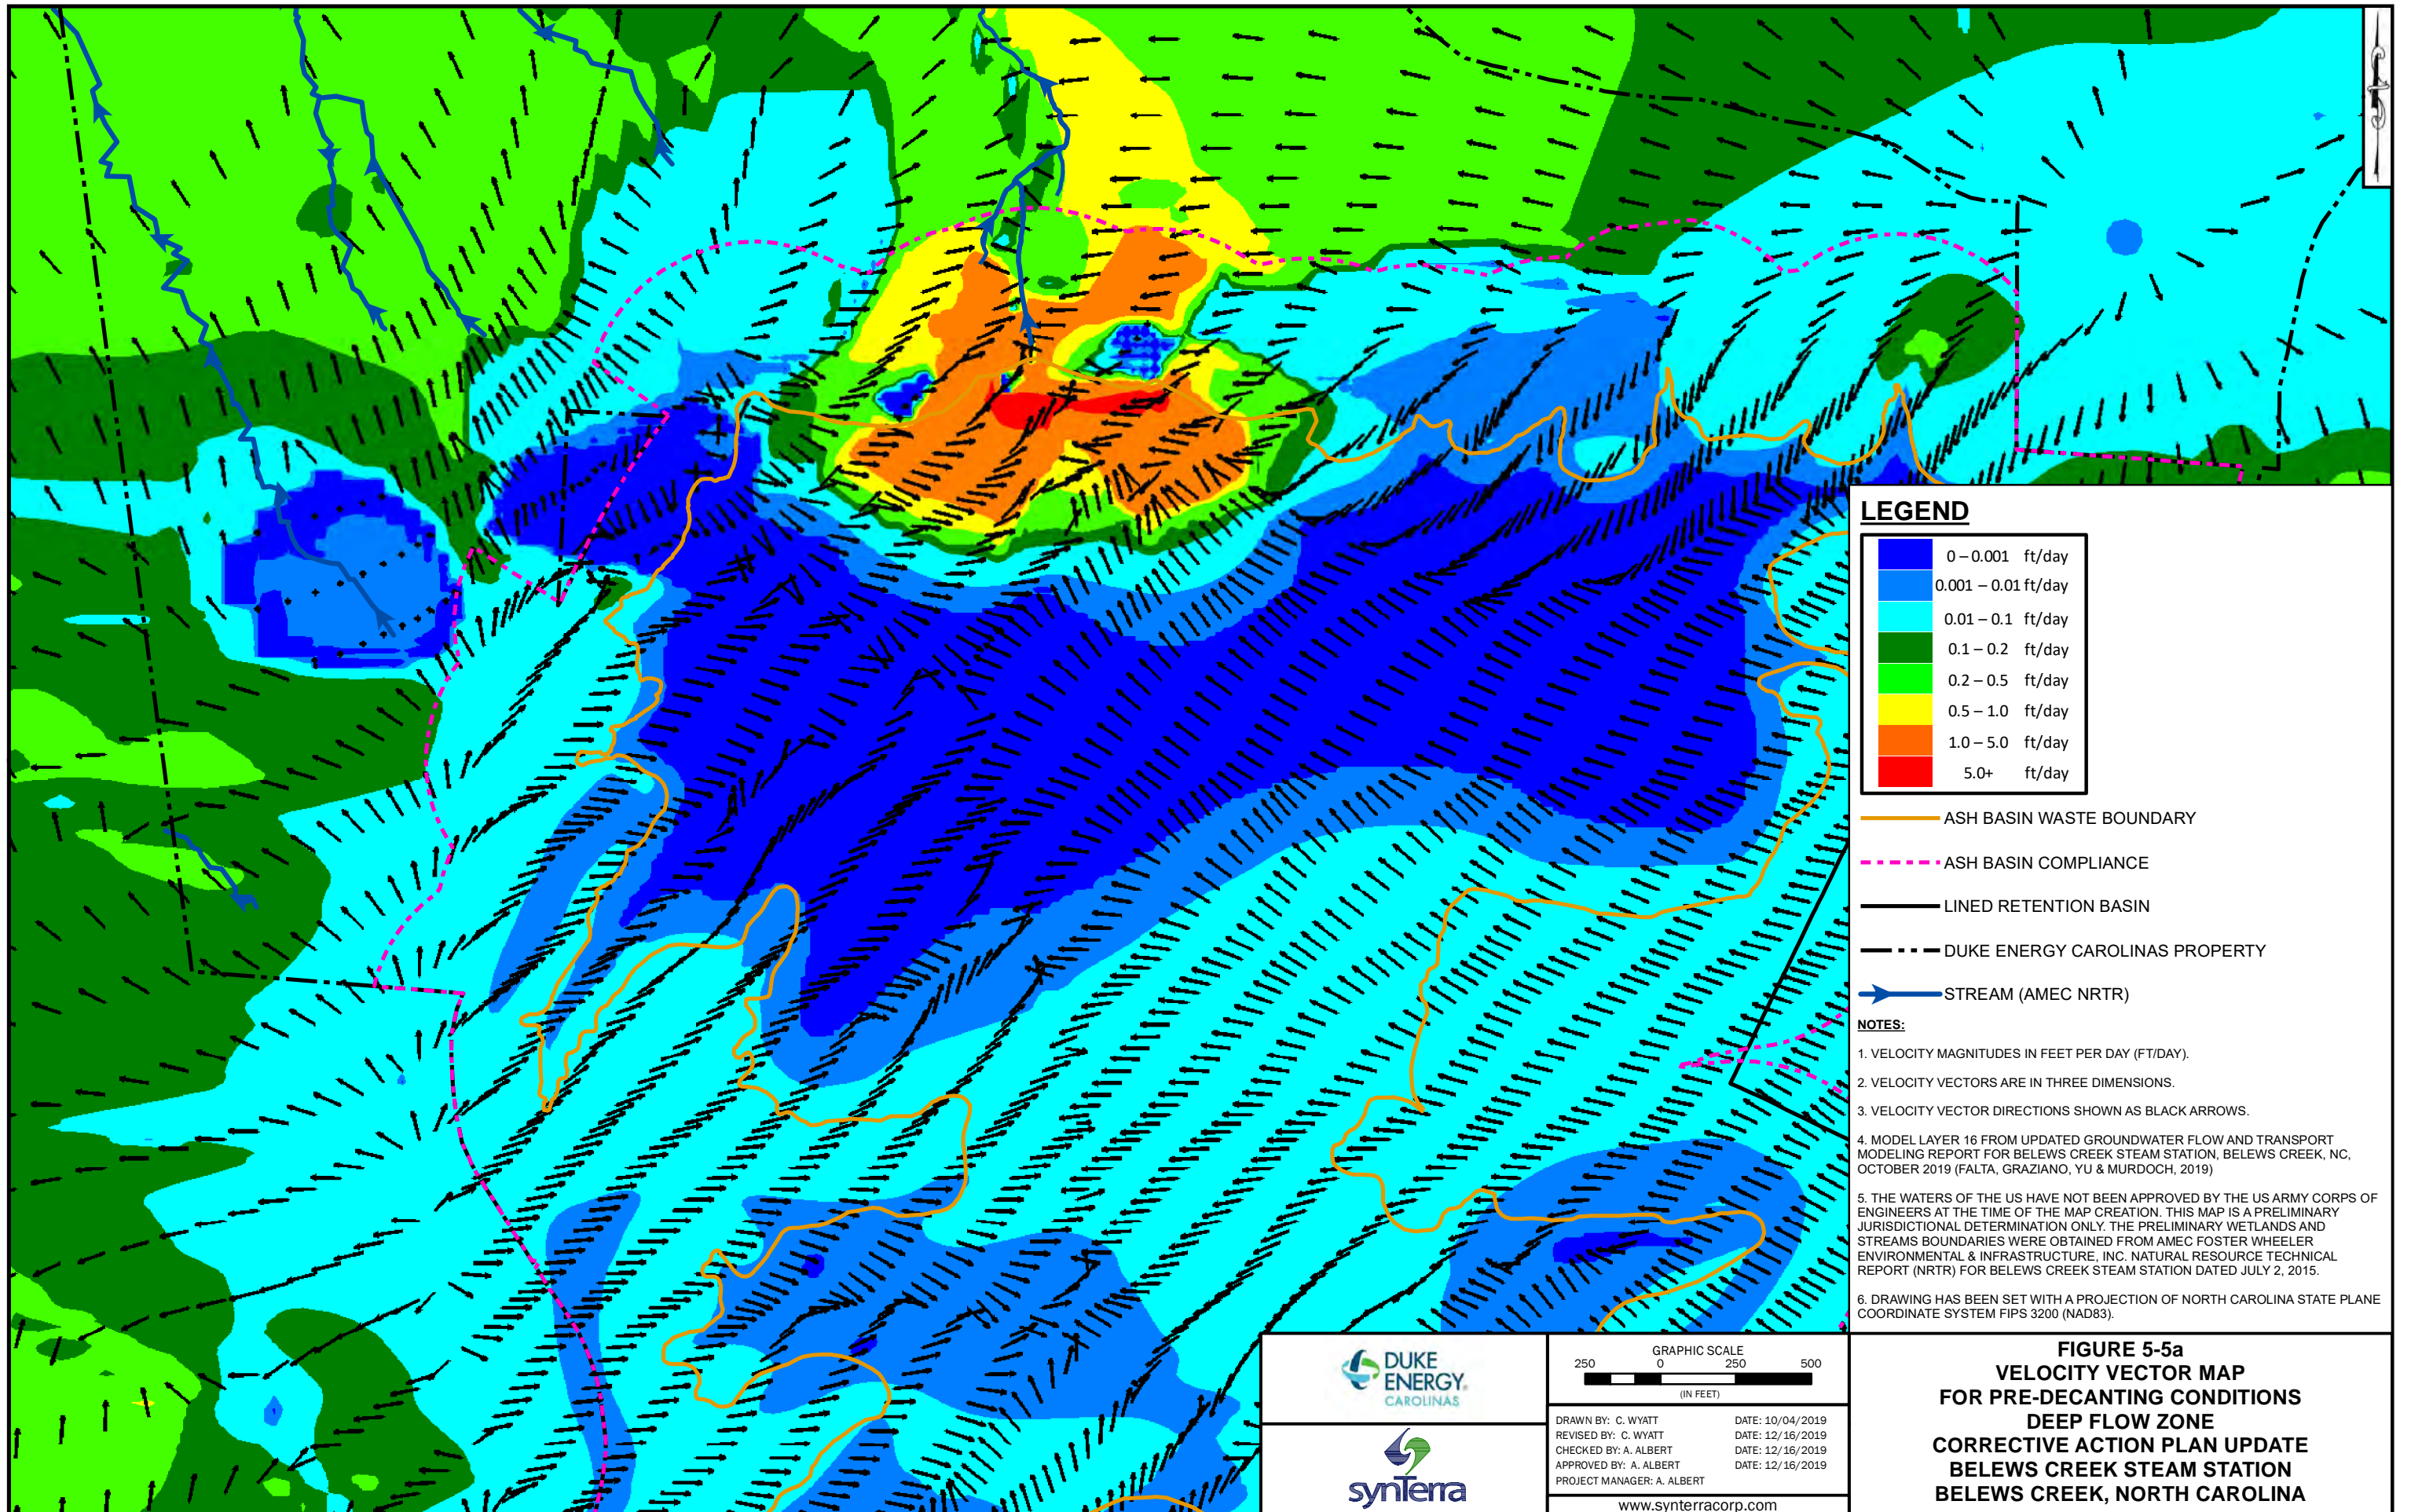 LEGEND
0 – 0.001 ft/day
0.001 – 0.01 ft/day
0.01 – 0.1 ft/day
0.1 – 0.2 ft/day
0.2 – 0.5 ft/day
0.5 – 1.0 ft/day
1.0 – 5.0 ft/day
5.0+ ft/day
ASH BASIN WASTE BOUNDARY
ASH BASIN COMPLIANCE
LINED RETENTION BASIN
DUKE ENERGY CAROLINAS PROPERTY
STREAM (AMEC NRTR)
NOTES:
1. VELOCITY MAGNITUDES IN FEET PER DAY (FT/DAY).
2. VELOCITY VECTORS ARE IN THREE DIMENSIONS.
3. VELOCITY VECTOR DIRECTIONS SHOWN AS BLACK ARROWS.
4. MODEL LAYER 16 FROM UPDATED GROUNDWATER FLOW AND TRANSPORT
MODELING REPORT FOR BELEWS CREEK STEAM STATION, BELEWS CREEK, NC,
OCTOBER 2019 (FALTA, GRAZIANO, YU & MURDOCH, 2019)
5. THE WATERS OF THE US HAVE NOT BEEN APPROVED BY THE US ARMY CORPS OF
ENGINEERS AT THE TIME OF THE MAP CREATION. THIS MAP IS A PRELIMINARY
JURISDICTIONAL DETERMINATION ONLY. THE PRELIMINARY WETLANDS AND
STREAMS BOUNDARIES WERE OBTAINED FROM AMEC FOSTER WHEELER
ENVIRONMENTAL & INFRASTRUCTURE, INC. NATURAL RESOURCE TECHNICAL
REPORT (NRTR) FOR BELEWS CREEK STEAM STATION DATED JULY 2, 2015.
6. DRAWING HAS BEEN SET WITH A PROJECTION OF NORTH CAROLINA STATE PLANE
COORDINATE SYSTEM FIPS 3200 (NAD83).
DUKE
ENERGY®
CAROLINAS
synTerra
GRAPHIC SCALE
250 0 250 500
(IN FEET)
DRAWN BY: C. WYATT DATE: 10/04/2019
REVISED BY: C. WYATT DATE: 12/16/2019
CHECKED BY: A. ALBERT DATE: 12/16/2019
APPROVED BY: A. ALBERT DATE: 12/16/2019
PROJECT MANAGER: A. ALBERT
www.synterracorp.com
FIGURE 5-5a
VELOCITY VECTOR MAP
FOR PRE-DECANTING CONDITIONS
DEEP FLOW ZONE
CORRECTIVE ACTION PLAN UPDATE
BELEWS CREEK STEAM STATION
BELEWS CREEK, NORTH CAROLINA